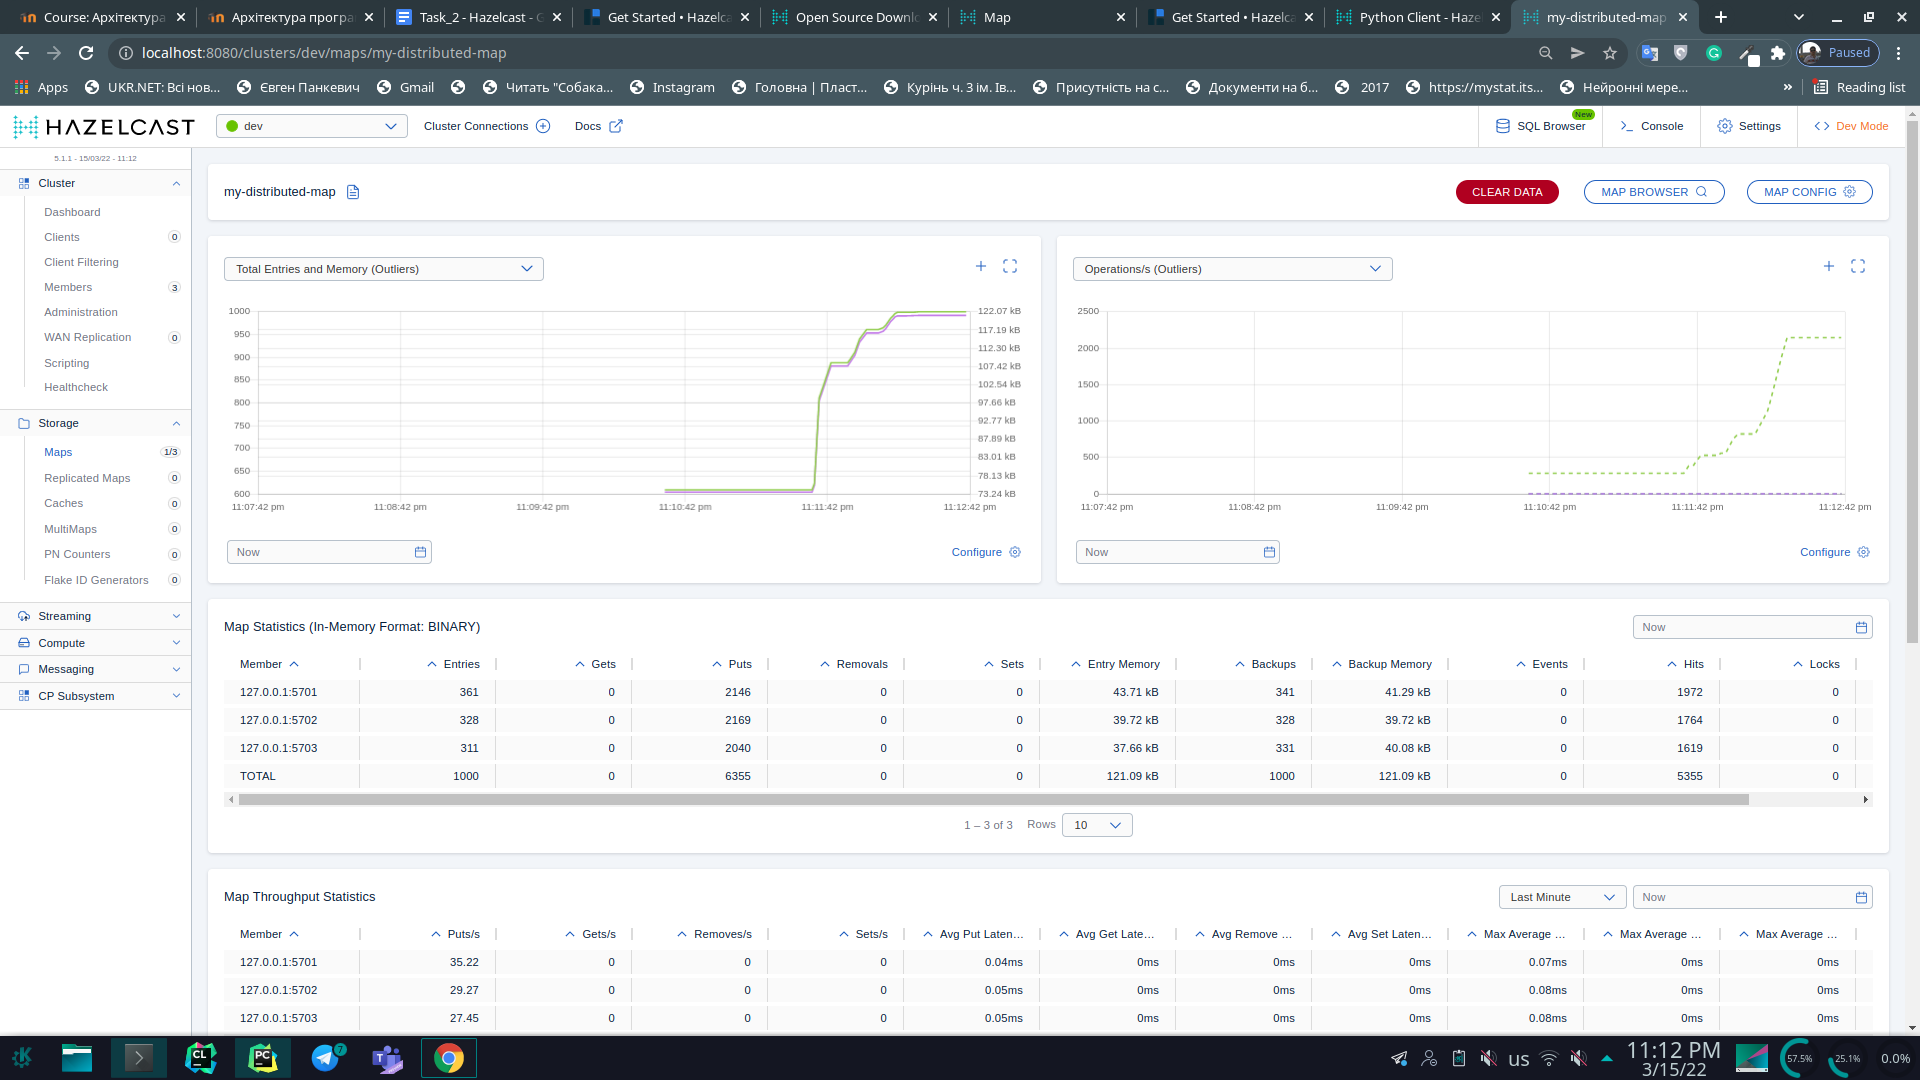 Course: Архітектура
Архітектура програ
Task_2 - Hazelcast - G
Get Started • Hazelca
Open Source Downl
Map
Get Started • Hazelca
Python Client - Haze
my-distributed-map
localhost:8080/clusters/dev/maps/my-distributed-map
Paused
Apps
UKR.NET: Всі нов...
Євген Панкевич
Gmail
Читать "Собака...
Instagram
Головна | Пласт...
Курінь ч. 3 ім. Ів...
Присутність на с...
Документи на б...
2017
https://mystat.its...
Нейронні мере...
»
Reading list
HAZELCAST
dev
Cluster Connections
Docs
SQL Browser
New
Console
Settings
Dev Mode
5.1.1 - 15/03/22 - 11:12
Cluster
Dashboard
Clients 0
Client Filtering
Members 3
Administration
WAN Replication 0
Scripting
Healthcheck
Storage
Maps 1/3
Replicated Maps 0
Caches 0
MultiMaps 0
PN Counters 0
Flake ID Generators 0
Streaming
Compute
Messaging
CP Subsystem
my-distributed-map
CLEAR DATA
MAP BROWSER
MAP CONFIG
Total Entries and Memory (Outliers)
1000 122.07 kB
950 117.19 kB
900 112.30 kB
850 107.42 kB
800 102.54 kB
750 97.66 kB
700 92.77 kB
650 87.89 kB
600 83.01 kB
78.13 kB
73.24 kB
11:07:42 pm 11:08:42 pm 11:09:42 pm 11:10:42 pm 11:11:42 pm 11:12:42 pm
Now
Configure
Operations/s (Outliers)
2500
2000
1500
1000
500
0
11:07:42 pm 11:08:42 pm 11:09:42 pm 11:10:42 pm 11:11:42 pm 11:12:42 pm
Now
Configure
Map Statistics (In-Memory Format: BINARY)
Now
Member Entries Gets Puts Removals Sets Entry Memory Backups Backup Memory Events Hits Locks
127.0.0.1:5701 361 0 2146 0 0 43.71 kB 341 41.29 kB 0 1972 0
127.0.0.1:5702 328 0 2169 0 0 39.72 kB 328 39.72 kB 0 1764 0
127.0.0.1:5703 311 0 2040 0 0 37.66 kB 331 40.08 kB 0 1619 0
TOTAL 1000 0 6355 0 0 121.09 kB 1000 121.09 kB 0 5355 0
1 – 3 of 3 Rows 10
Map Throughput Statistics
Last Minute
Now
Member Puts/s Gets/s Removes/s Sets/s Avg Put Laten... Avg Get Late... Avg Remove ... Avg Set Laten... Max Average ... Max Average ... Max Average ...
127.0.0.1:5701 35.22 0 0 0 0.04ms 0ms 0ms 0ms 0.07ms 0ms 0ms
127.0.0.1:5702 29.27 0 0 0 0.05ms 0ms 0ms 0ms 0.08ms 0ms 0ms
127.0.0.1:5703 27.45 0 0 0 0.05ms 0ms 0ms 0ms 0.08ms 0ms 0ms
CL
PC
7
us
11:12 PM
3/15/22
57.5%
25.1%
0.0%